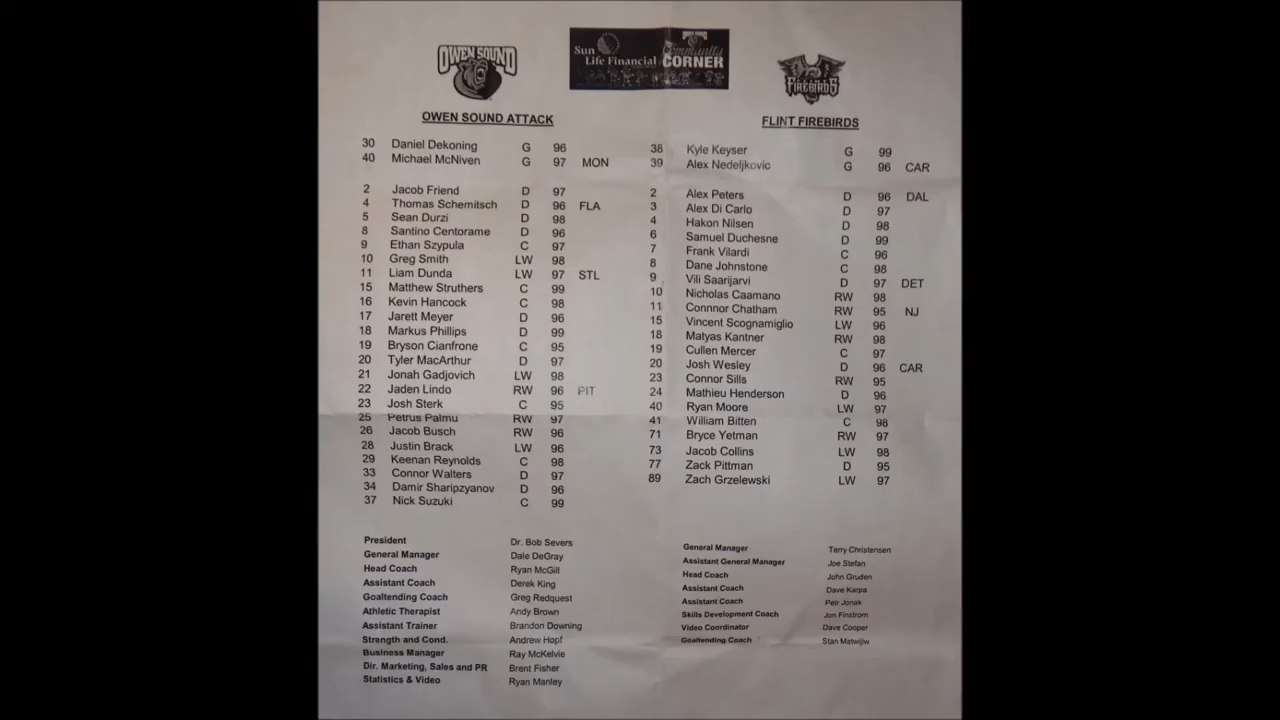 OWEN SOUND
Sun Life Financial Community CORNER
FIREBIRDS
OWEN SOUND ATTACK
30 Daniel Dekoning G 96
40 Michael McNiven G 97 MON
2 Jacob Friend D 97
4 Thomas Schemitsch D 96 FLA
5 Sean Durzi D 98
8 Santino Centorame D 96
9 Ethan Szypula C 97
10 Greg Smith LW 98
11 Liam Dunda LW 97 STL
15 Matthew Struthers C 99
16 Kevin Hancock C 98
17 Jarett Meyer D 96
18 Markus Phillips D 99
19 Bryson Cianfrone C 95
20 Tyler MacArthur D 97
21 Jonah Gadjovich LW 98
22 Jaden Lindo RW 96 PIT
23 Josh Sterk C 95
25 Petrus Palmu RW 97
26 Jacob Busch RW 96
28 Justin Brack LW 96
29 Keenan Reynolds C 98
33 Connor Walters D 97
34 Damir Sharipzyanov D 96
37 Nick Suzuki C 99
President Dr. Bob Severs
General Manager Dale DeGray
Head Coach Ryan McGill
Assistant Coach Derek King
Goaltending Coach Greg Redquest
Athletic Therapist Andy Brown
Assistant Trainer Brandon Downing
Strength and Cond. Andrew Hopf
Business Manager Ray McKelvie
Dir. Marketing, Sales and PR Brent Fisher
Statistics & Video Ryan Manley
FLINT FIREBIRDS
38 Kyle Keyser G 99
39 Alex Nedeljkovic G 96 CAR
2 Alex Peters D 96 DAL
3 Alex Di Carlo D 97
4 Hakon Nilsen D 98
6 Samuel Duchesne D 99
7 Frank Vilardi C 96
8 Dane Johnstone C 98
9 Vili Saarijarvi D 97 DET
10 Nicholas Caamano RW 98
11 Connnor Chatham RW 95 NJ
15 Vincent Scognamiglio LW 96
18 Matyas Kantner RW 98
19 Cullen Mercer C 97
20 Josh Wesley D 96 CAR
23 Connor Sills RW 95
24 Mathieu Henderson D 96
40 Ryan Moore LW 97
41 William Bitten C 98
71 Bryce Yetman RW 97
73 Jacob Collins LW 98
77 Zack Pittman D 95
89 Zach Grzelewski LW 97
General Manager Terry Christensen
Assistant General Manager Joe Stefan
Head Coach John Gruden
Assistant Coach Dave Karpa
Assistant Coach Petr Jonak
Skills Development Coach Jon Finstrom
Video Coordinator Dave Cooper
Goaltending Coach Stan Matwijiw